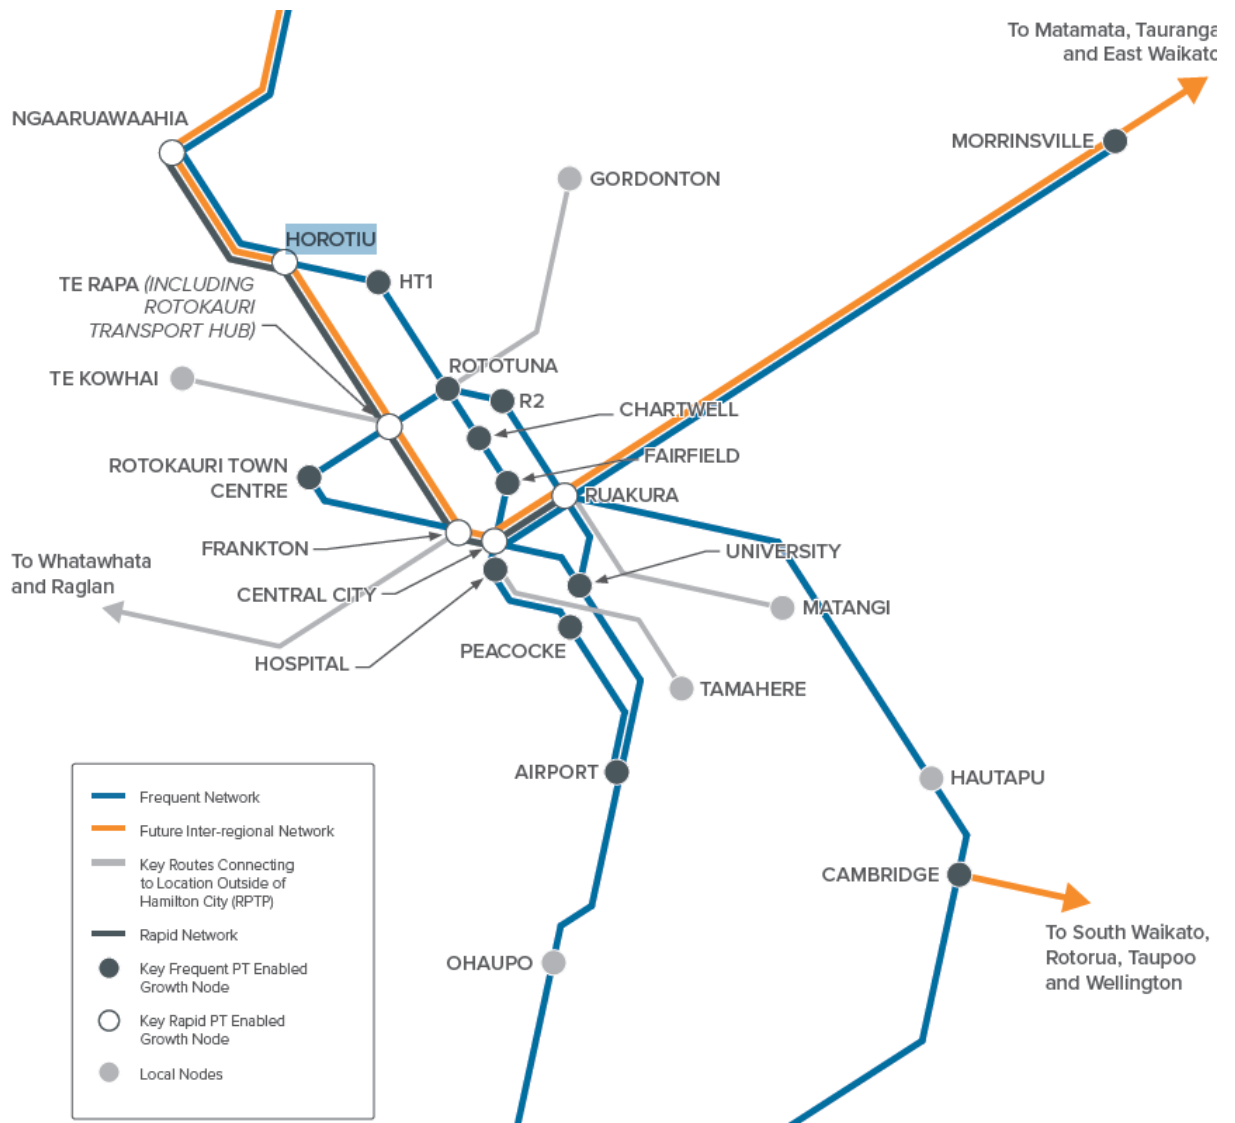 To Matamata, Tauranga
and East Waikato
NGAARUAWAAHIA
MORRINSVILLE
GORDONTON
HOROTIU
TE RAPA (INCLUDING
ROTOKAURI
TRANSPORT HUB)
HT1
TE KOWHAI
ROTOTUNA
R2
CHARTWELL
FAIRFIELD
ROTOKAURI TOWN
CENTRE
RUAKURA
FRANKTON
UNIVERSITY
To Whatawhata
and Raglan
CENTRAL CITY
MATANGI
HOSPITAL
PEACOCKE
TAMAHERE
AIRPORT
HAUTAPU
CAMBRIDGE
To South Waikato,
Rotorua, Taupoo
and Wellington
OHAUPO
Frequent Network
Future Inter-regional Network
Key Routes Connecting
to Location Outside of
Hamilton City (RPTP)
Rapid Network
Key Frequent PT Enabled
Growth Node
Key Rapid PT Enabled
Growth Node
Local Nodes